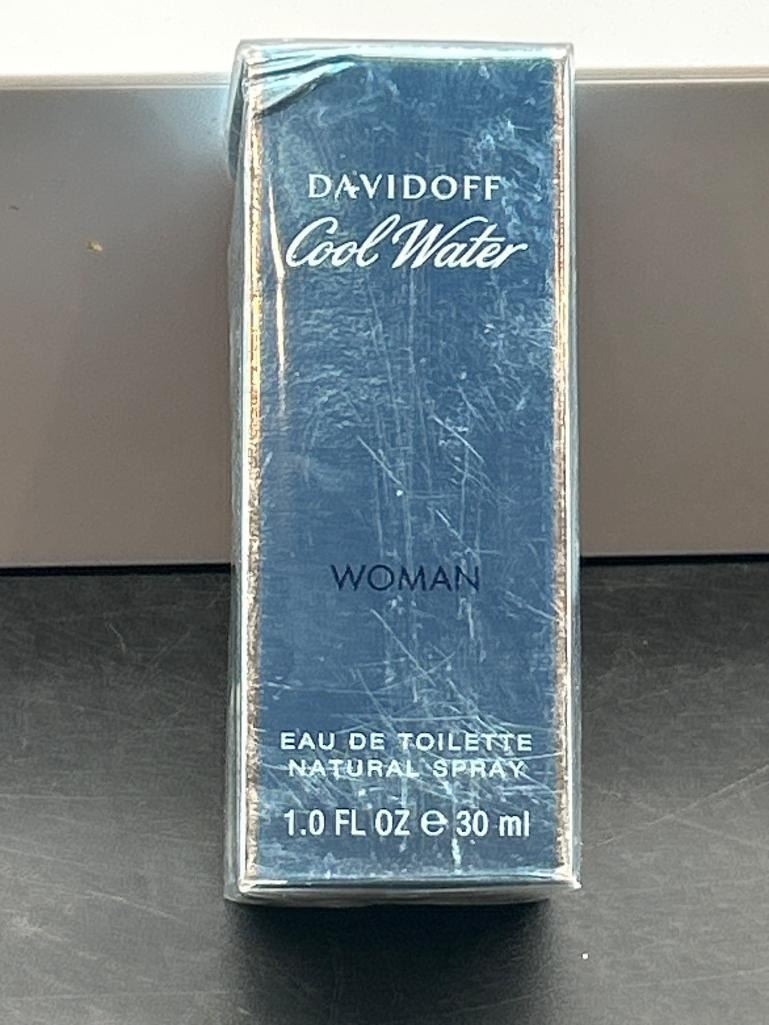 DAVIDOFF
Cool Water
WOMAN
EAU DE TOILETTE
NATURAL SPRAY
1.0 FL OZ ℮ 30 ml